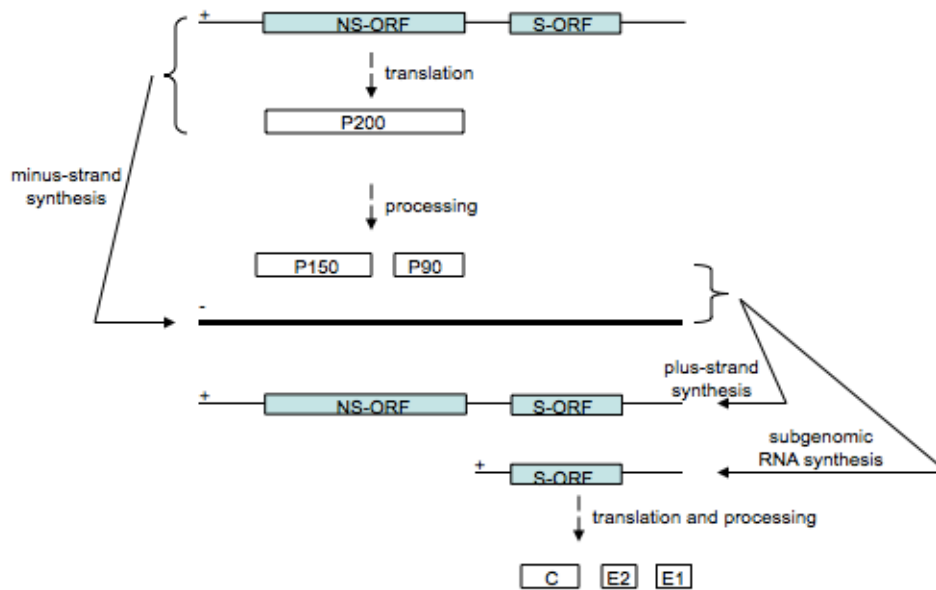 +
NS-ORF
S-ORF
translation
P200
minus-strand
synthesis
processing
P150
P90
-
plus-strand
synthesis
+
NS-ORF
S-ORF
subgenomic
RNA synthesis
+
S-ORF
translation and processing
C
E2
E1